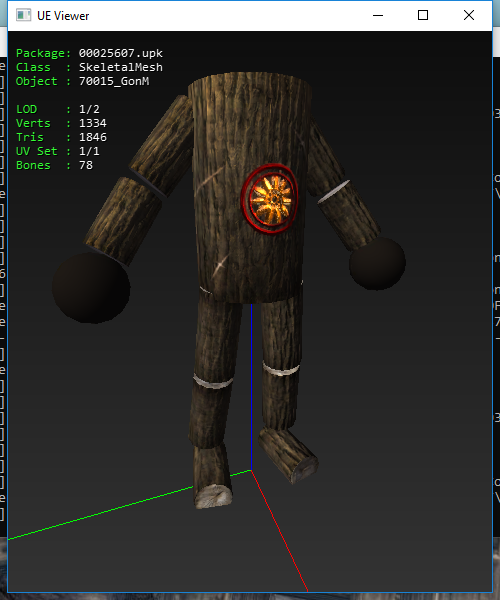 UE Viewer
Package: 00025607.upk
Class : SkeletalMesh
Object : 70015_GonM
LOD : 1/2
Verts : 1334
Tris : 1846
UV Set : 1/1
Bones : 78